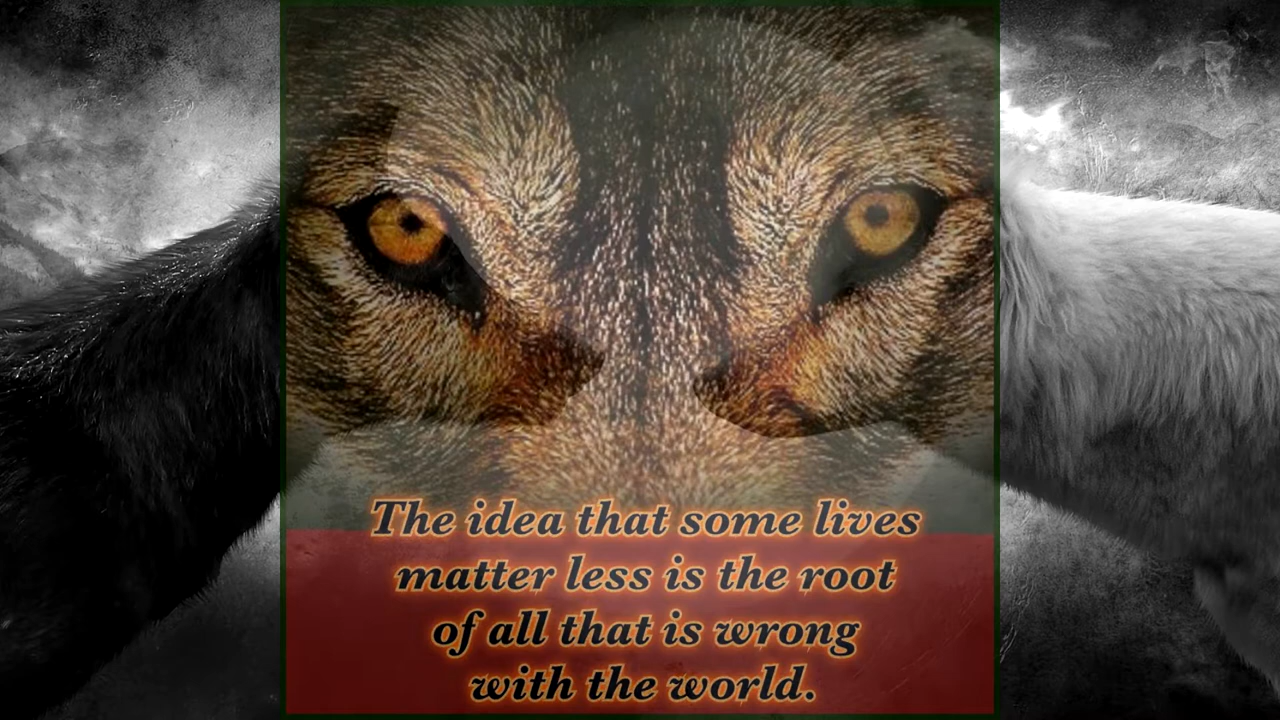 The idea that some lives
matter less is the root
of all that is wrong
with the world.